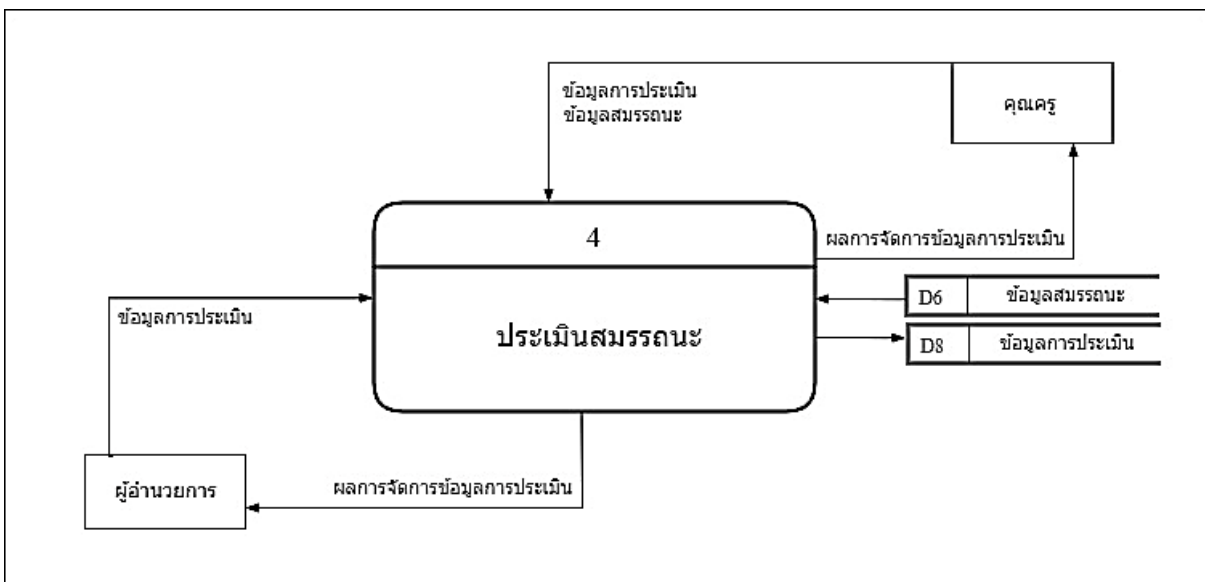 ข้อมูลการประเมิน
ข้อมูลสมรรถนะ
คุณครู
4
ผลการจัดการข้อมูลการประเมิน
D6 ข้อมูลสมรรถนะ
ข้อมูลการประเมิน
ประเมินสมรรถนะ
D8 ข้อมูลการประเมิน
ผู้อำนวยการ
ผลการจัดการข้อมูลการประเมิน